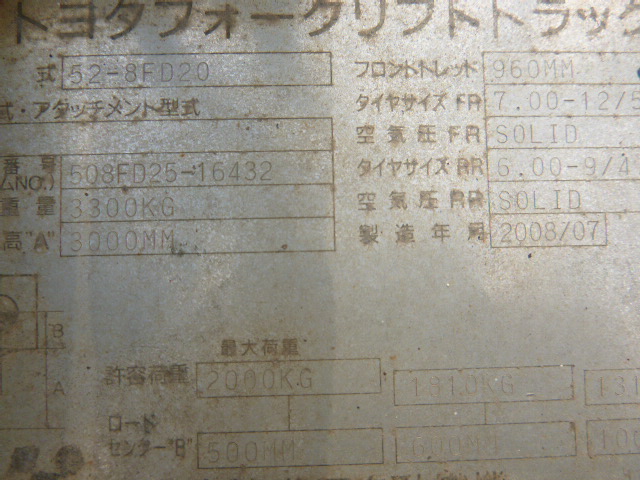 トヨタフォークリフトトラック
式 52-8FD20 フロントトレッド 960MM
式・アタッチメント型式 タイヤサイズ FR 7.00-12/5
空気圧 FR SOLID
番号 508FD25-16432 タイヤサイズ RR 6.00-9/4
重量 3300KG 空気圧 RR SOLID
高"A" 3000MM 製造年月 2008/07
B
最大荷重
A 許容荷重 2000KG 1810KG
ロード
センター"B" 500MM 600MM